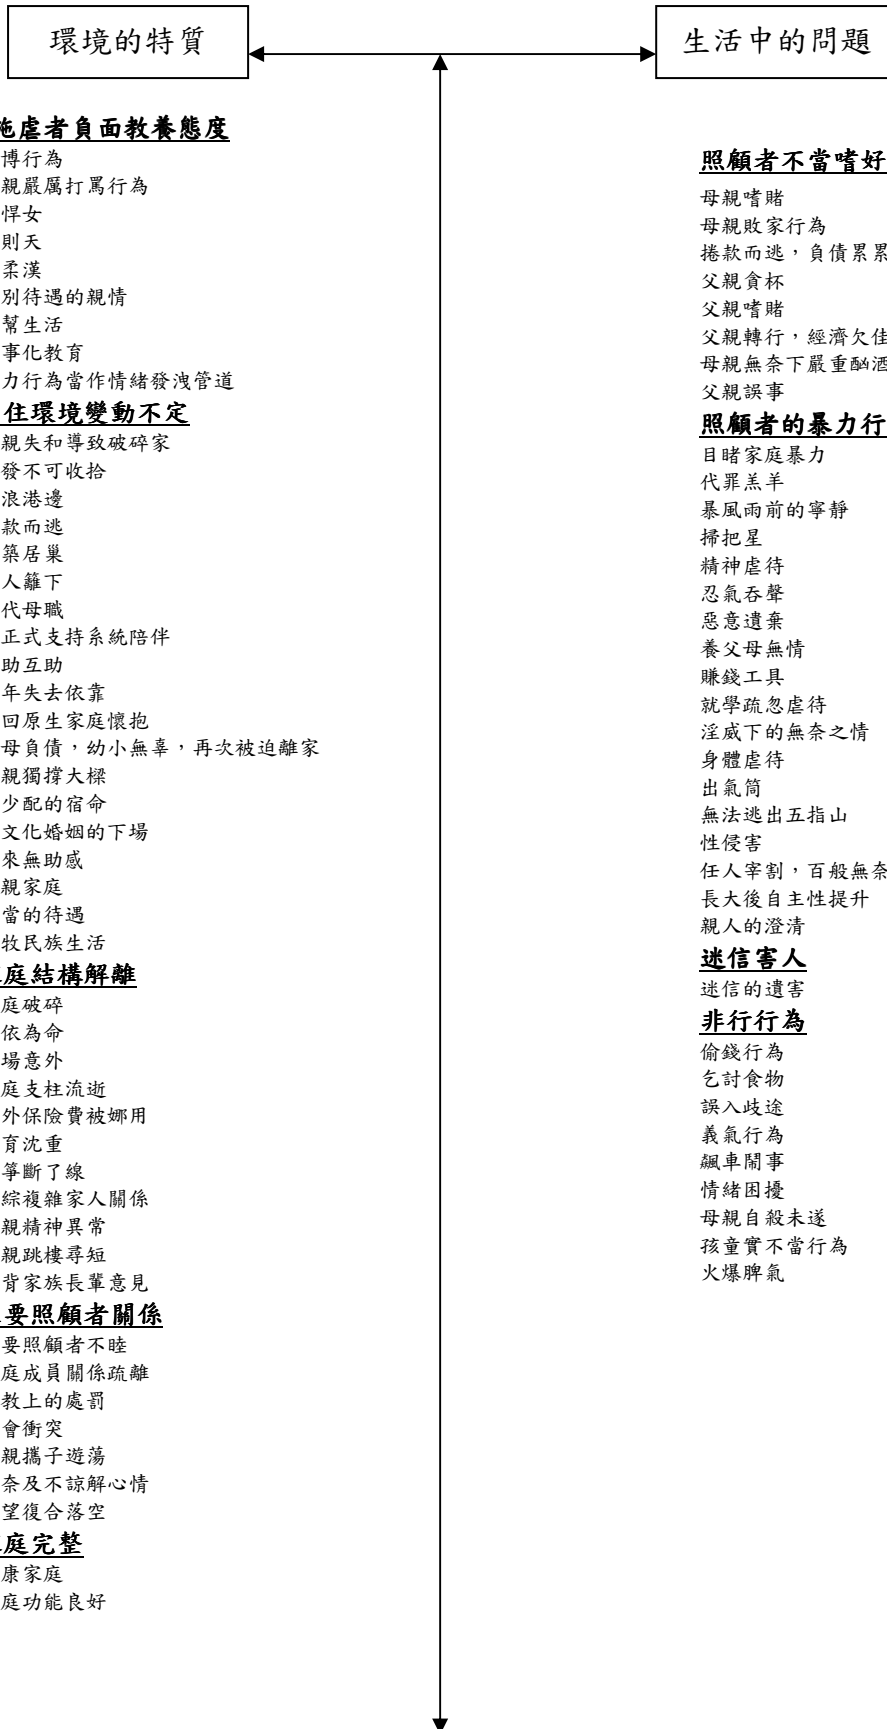 環境的特質
施虐者負面教養態度
博行為
親嚴厲打罵行為
悍女
則天
柔漢
別待遇的親情
幫生活
事化教育
力行為當作情緒發洩管道
住環境變動不定
親失和導致破碎家
發不可收拾
浪港邊
款而逃
築居巢
人籬下
代母職
正式支持系統陪伴
助互助
年失去依靠
回原生家庭懷抱
母負債，幼小無辜，再次被迫離家
親獨撐大樑
少配的宿命
文化婚姻的下場
來無助感
親家庭
當的待遇
牧民族生活
庭結構解離
庭破碎
依為命
場意外
庭支柱流逝
外保險費被娜用
育沈重
箏斷了線
綜複雜家人關係
親精神異常
親跳樓尋短
背家族長輩意見
要照顧者關係
要照顧者不睦
庭成員關係疏離
教上的處罰
會衝突
親攜子遊蕩
奈及不諒解心情
望復合落空
庭完整
康家庭
庭功能良好
生活中的問題
照顧者不當嗜好
母親嗜賭
母親敗家行為
捲款而逃，負債累累
父親貪杯
父親嗜賭
父親轉行，經濟欠佳
母親無奈下嚴重酗酒
父親誤事
照顧者的暴力行
目睹家庭暴力
代罪羔羊
暴風雨前的寧靜
掃把星
精神虐待
忍氣吞聲
惡意遺棄
養父母無情
賺錢工具
就學疏忽虐待
淫威下的無奈之情
身體虐待
出氣筒
無法逃出五指山
性侵害
任人宰割，百般無奈
長大後自主性提升
親人的澄清
迷信害人
迷信的遺害
非行行為
偷錢行為
乞討食物
誤入歧途
義氣行為
飆車鬧事
情緒困擾
母親自殺未遂
孩童實不當行為
火爆脾氣